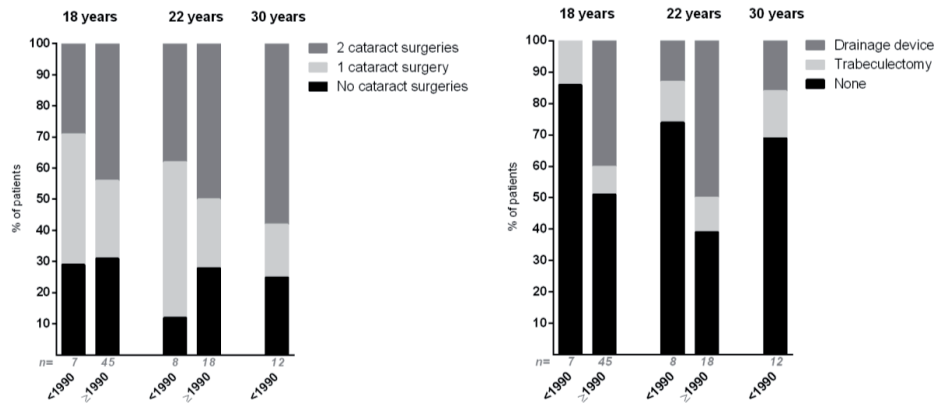 18 years 22 years 30 years
100
90
80
70
60
50
40
30
20
10
% of patients
2 cataract surgeries
1 cataract surgery
No cataract surgeries
n= 7 45 8 18 12
<1990 ≥1990 <1990 ≥1990 <1990
18 years 22 years 30 years
100
90
80
70
60
50
40
30
20
10
% of patients
Drainage device
Trabeculectomy
None
n= 7 45 8 18 12
<1990 ≥1990 <1990 ≥1990 <1990